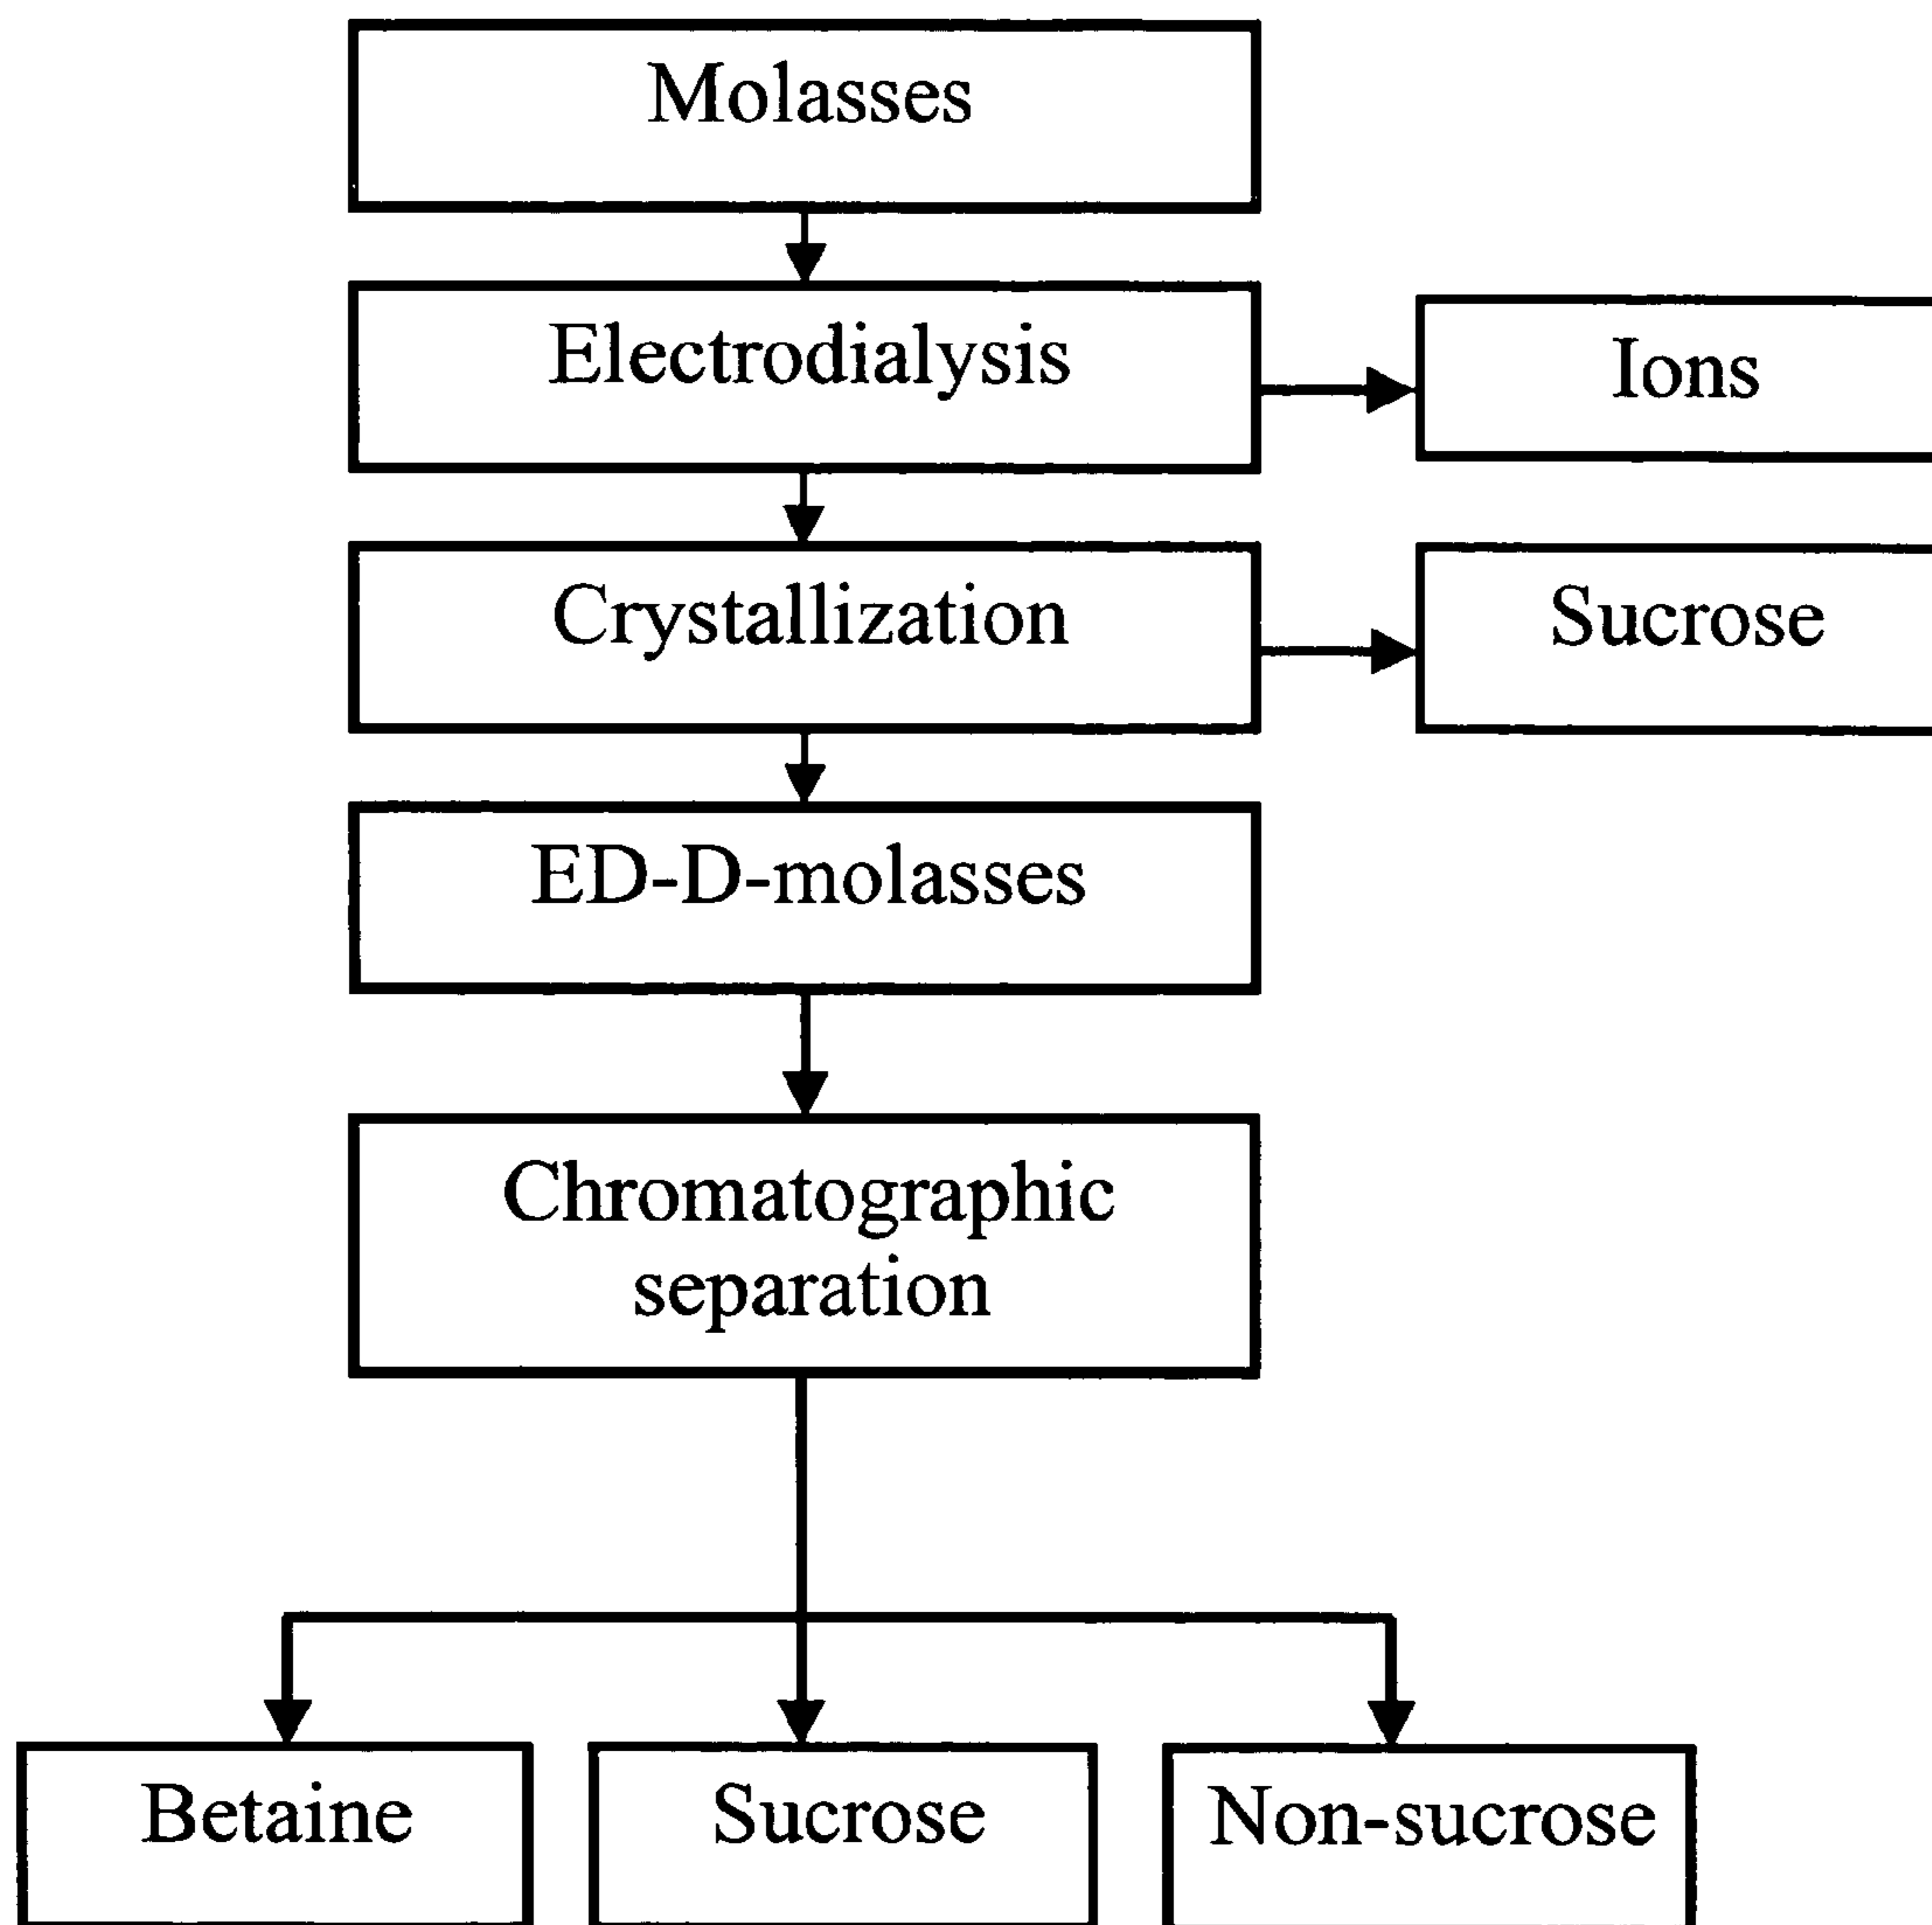 Molasses
Electrodialysis
Ions
Crystallization
Sucrose
ED-D-molasses
Chromatographic
separation
Betaine
Sucrose
Non-sucrose